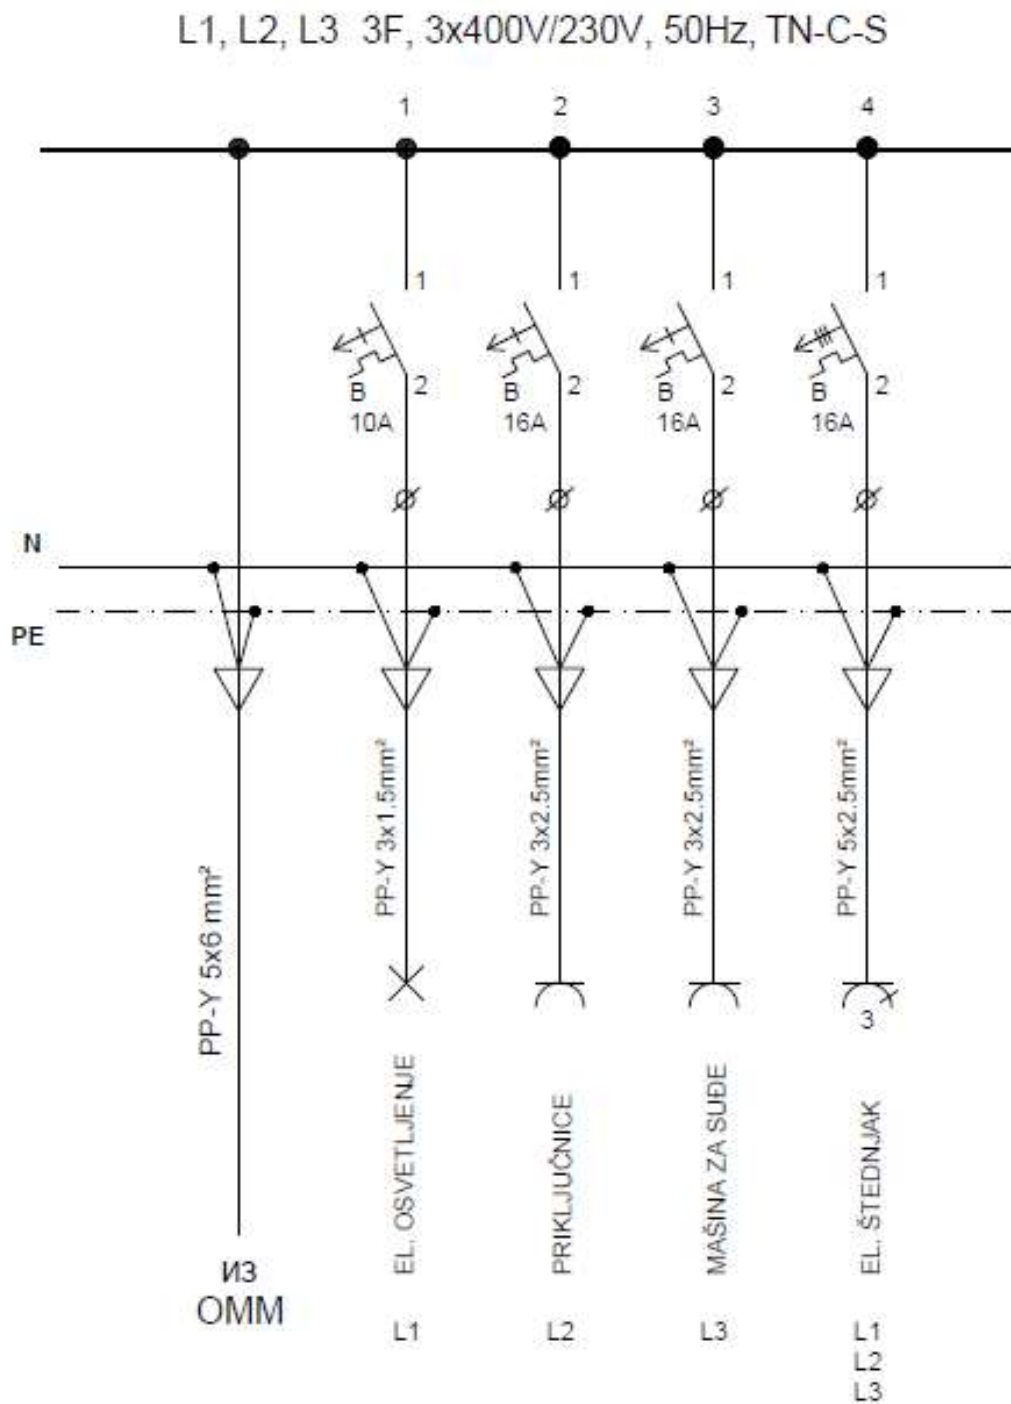 L1, L2, L3 3F, 3x400V/230V, 50Hz, TN-C-S
1 2 3 4
1 1 1 1
2 2 2 2
B B B B
10A 16A 16A 16A
N
PE
PP-Y 5x6 mm²
PP-Y 3x1.5mm²
PP-Y 3x2.5mm²
PP-Y 3x2.5mm²
PP-Y 5x2.5mm²
3
ИЗ
OMM
EL. OSVETLJENJE
PRIKLJUČNICE
MAŠINA ZA SUĐE
EL. ŠTEDNJAK
L1 L2 L3 L1
L2
L3